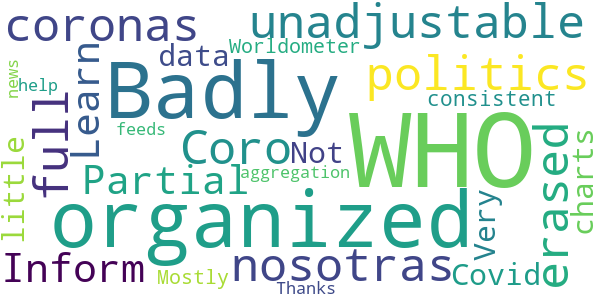 coronas
unadjustable
data
Worldometer
Learn
Badly
politics
news
help
full
consistent
feeds
Coro
Not
WHO
little
Partial
aggregation
erased
charts
organized
Very
Inform
nosotras
Covid
Mostly
Thanks